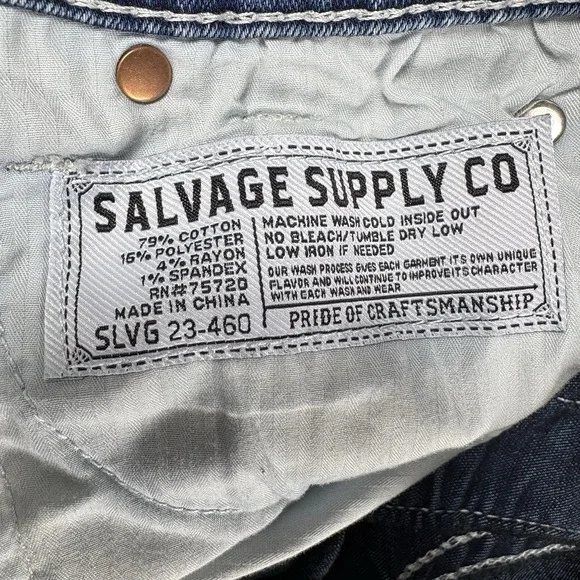 SALVAGE SUPPLY CO
79% COTTON
16% POLYESTER
4% RAYON
1% SPANDEX
RN#75720
MADE IN CHINA
SLVG 23-460
MACHINE WASH COLD INSIDE OUT
NO BLEACH/TUMBLE DRY LOW
LOW IRON IF NEEDED
OUR WASH PROCESS GIVES EACH GARMENT ITS OWN UNIQUE
FLAVOR AND WILL CONTINUE TO IMPROVE ITS CHARACTER
WITH EACH WASH AND WEAR
PRIDE OF CRAFTSMANSHIP